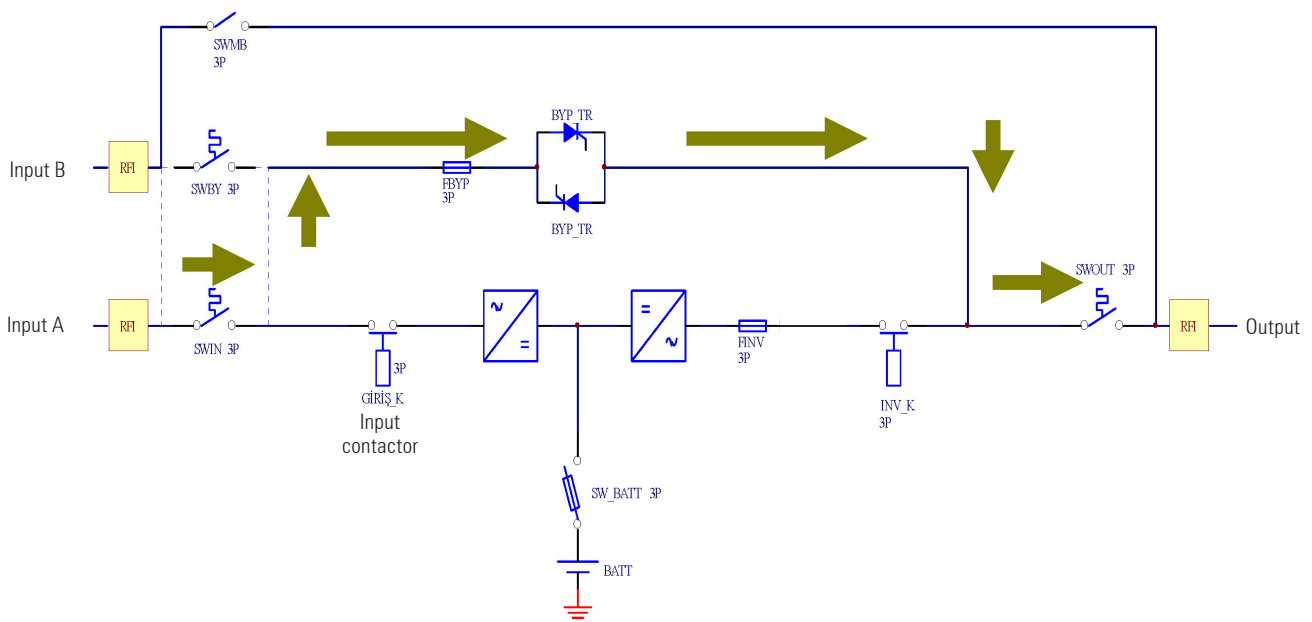 SWMB
3P
BYP_TR
Input B
RFI
SWBY 3P
FBYP
3P
BYP_TR
SWOUT 3P
Input A
RFI
SWIN 3P
3P
GİRİŞ_K
Input
contactor
FINV
3P
INV_K
3P
RFI
Output
SW_BATT 3P
BATT